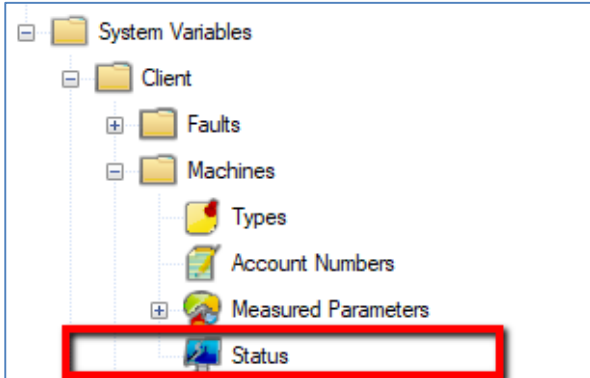 System Variables
Client
Faults
Machines
Types
Account Numbers
Measured Parameters
Status